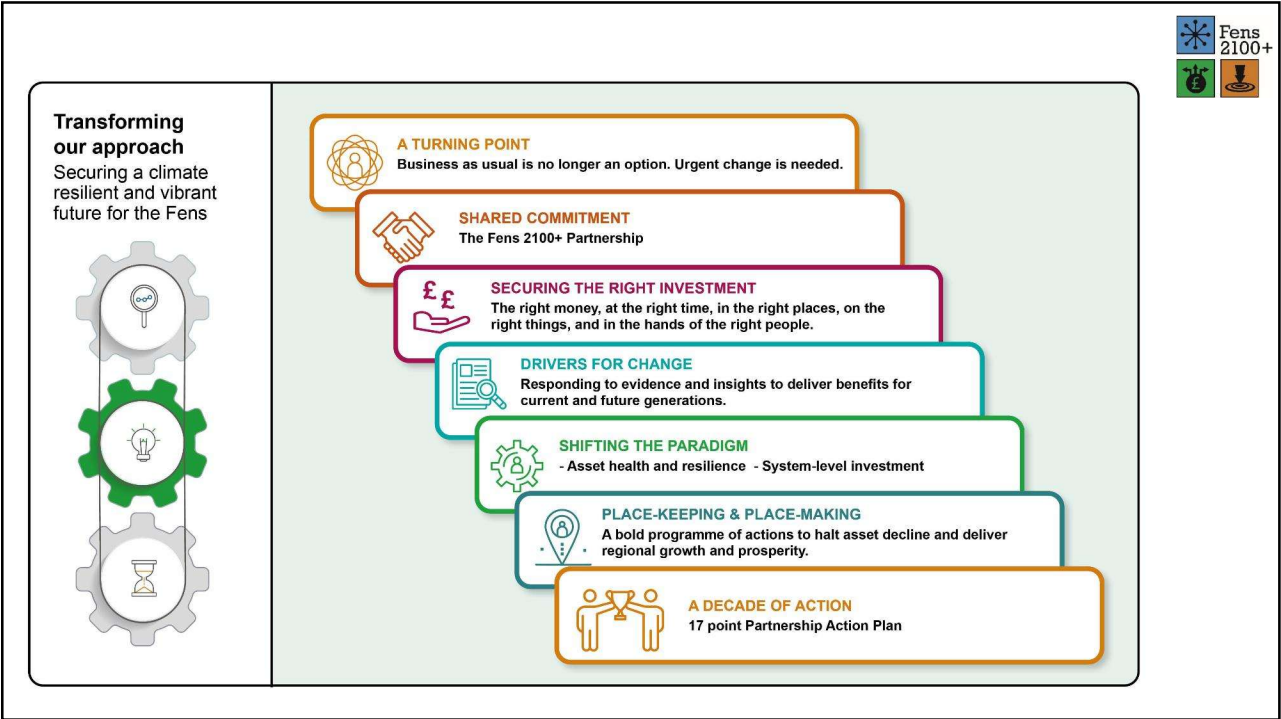 Fens
2100+
Transforming
our approach
Securing a climate
resilient and vibrant
future for the Fens
A TURNING POINT
Business as usual is no longer an option. Urgent change is needed.
SHARED COMMITMENT
The Fens 2100+ Partnership
££
SECURING THE RIGHT INVESTMENT
The right money, at the right time, in the right places, on the
right things, and in the hands of the right people.
DRIVERS FOR CHANGE
Responding to evidence and insights to deliver benefits for
current and future generations.
SHIFTING THE PARADIGM
- Asset health and resilience - System-level investment
PLACE-KEEPING & PLACE-MAKING
A bold programme of actions to halt asset decline and deliver
regional growth and prosperity.
A DECADE OF ACTION
17 point Partnership Action Plan